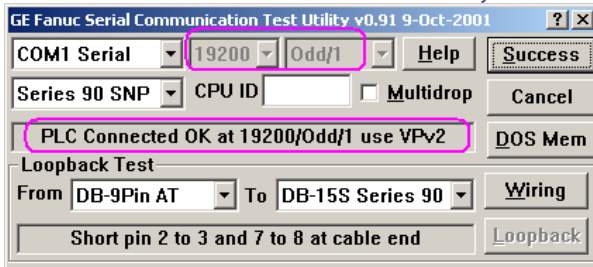 GE Fanuc Serial Communication Test Utility v0.91 9-Oct-2001 ? ×
COM1 Serial 19200 Odd/1 Help Success
Series 90 SNP CPU ID Multidrop Cancel
PLC Connected OK at 19200/Odd/1 use VPv2 DOS Mem
Loopback Test
From DB-9Pin AT To DB-15S Series 90 Wiring
Short pin 2 to 3 and 7 to 8 at cable end Loopback